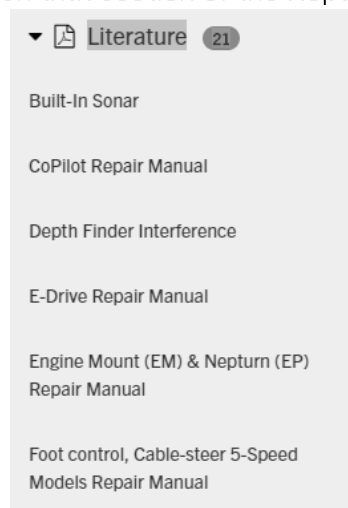 Literature 21
Built-In Sonar
CoPilot Repair Manual
Depth Finder Interference
E-Drive Repair Manual
Engine Mount (EM) & Nepturn (EP)
Repair Manual
Foot control, Cable-steer 5-Speed
Models Repair Manual